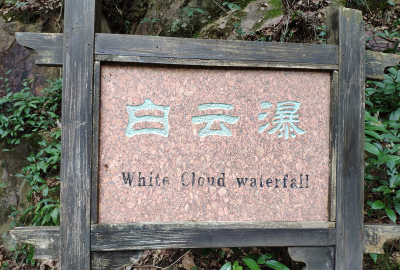 白云瀑
White Cloud waterfall